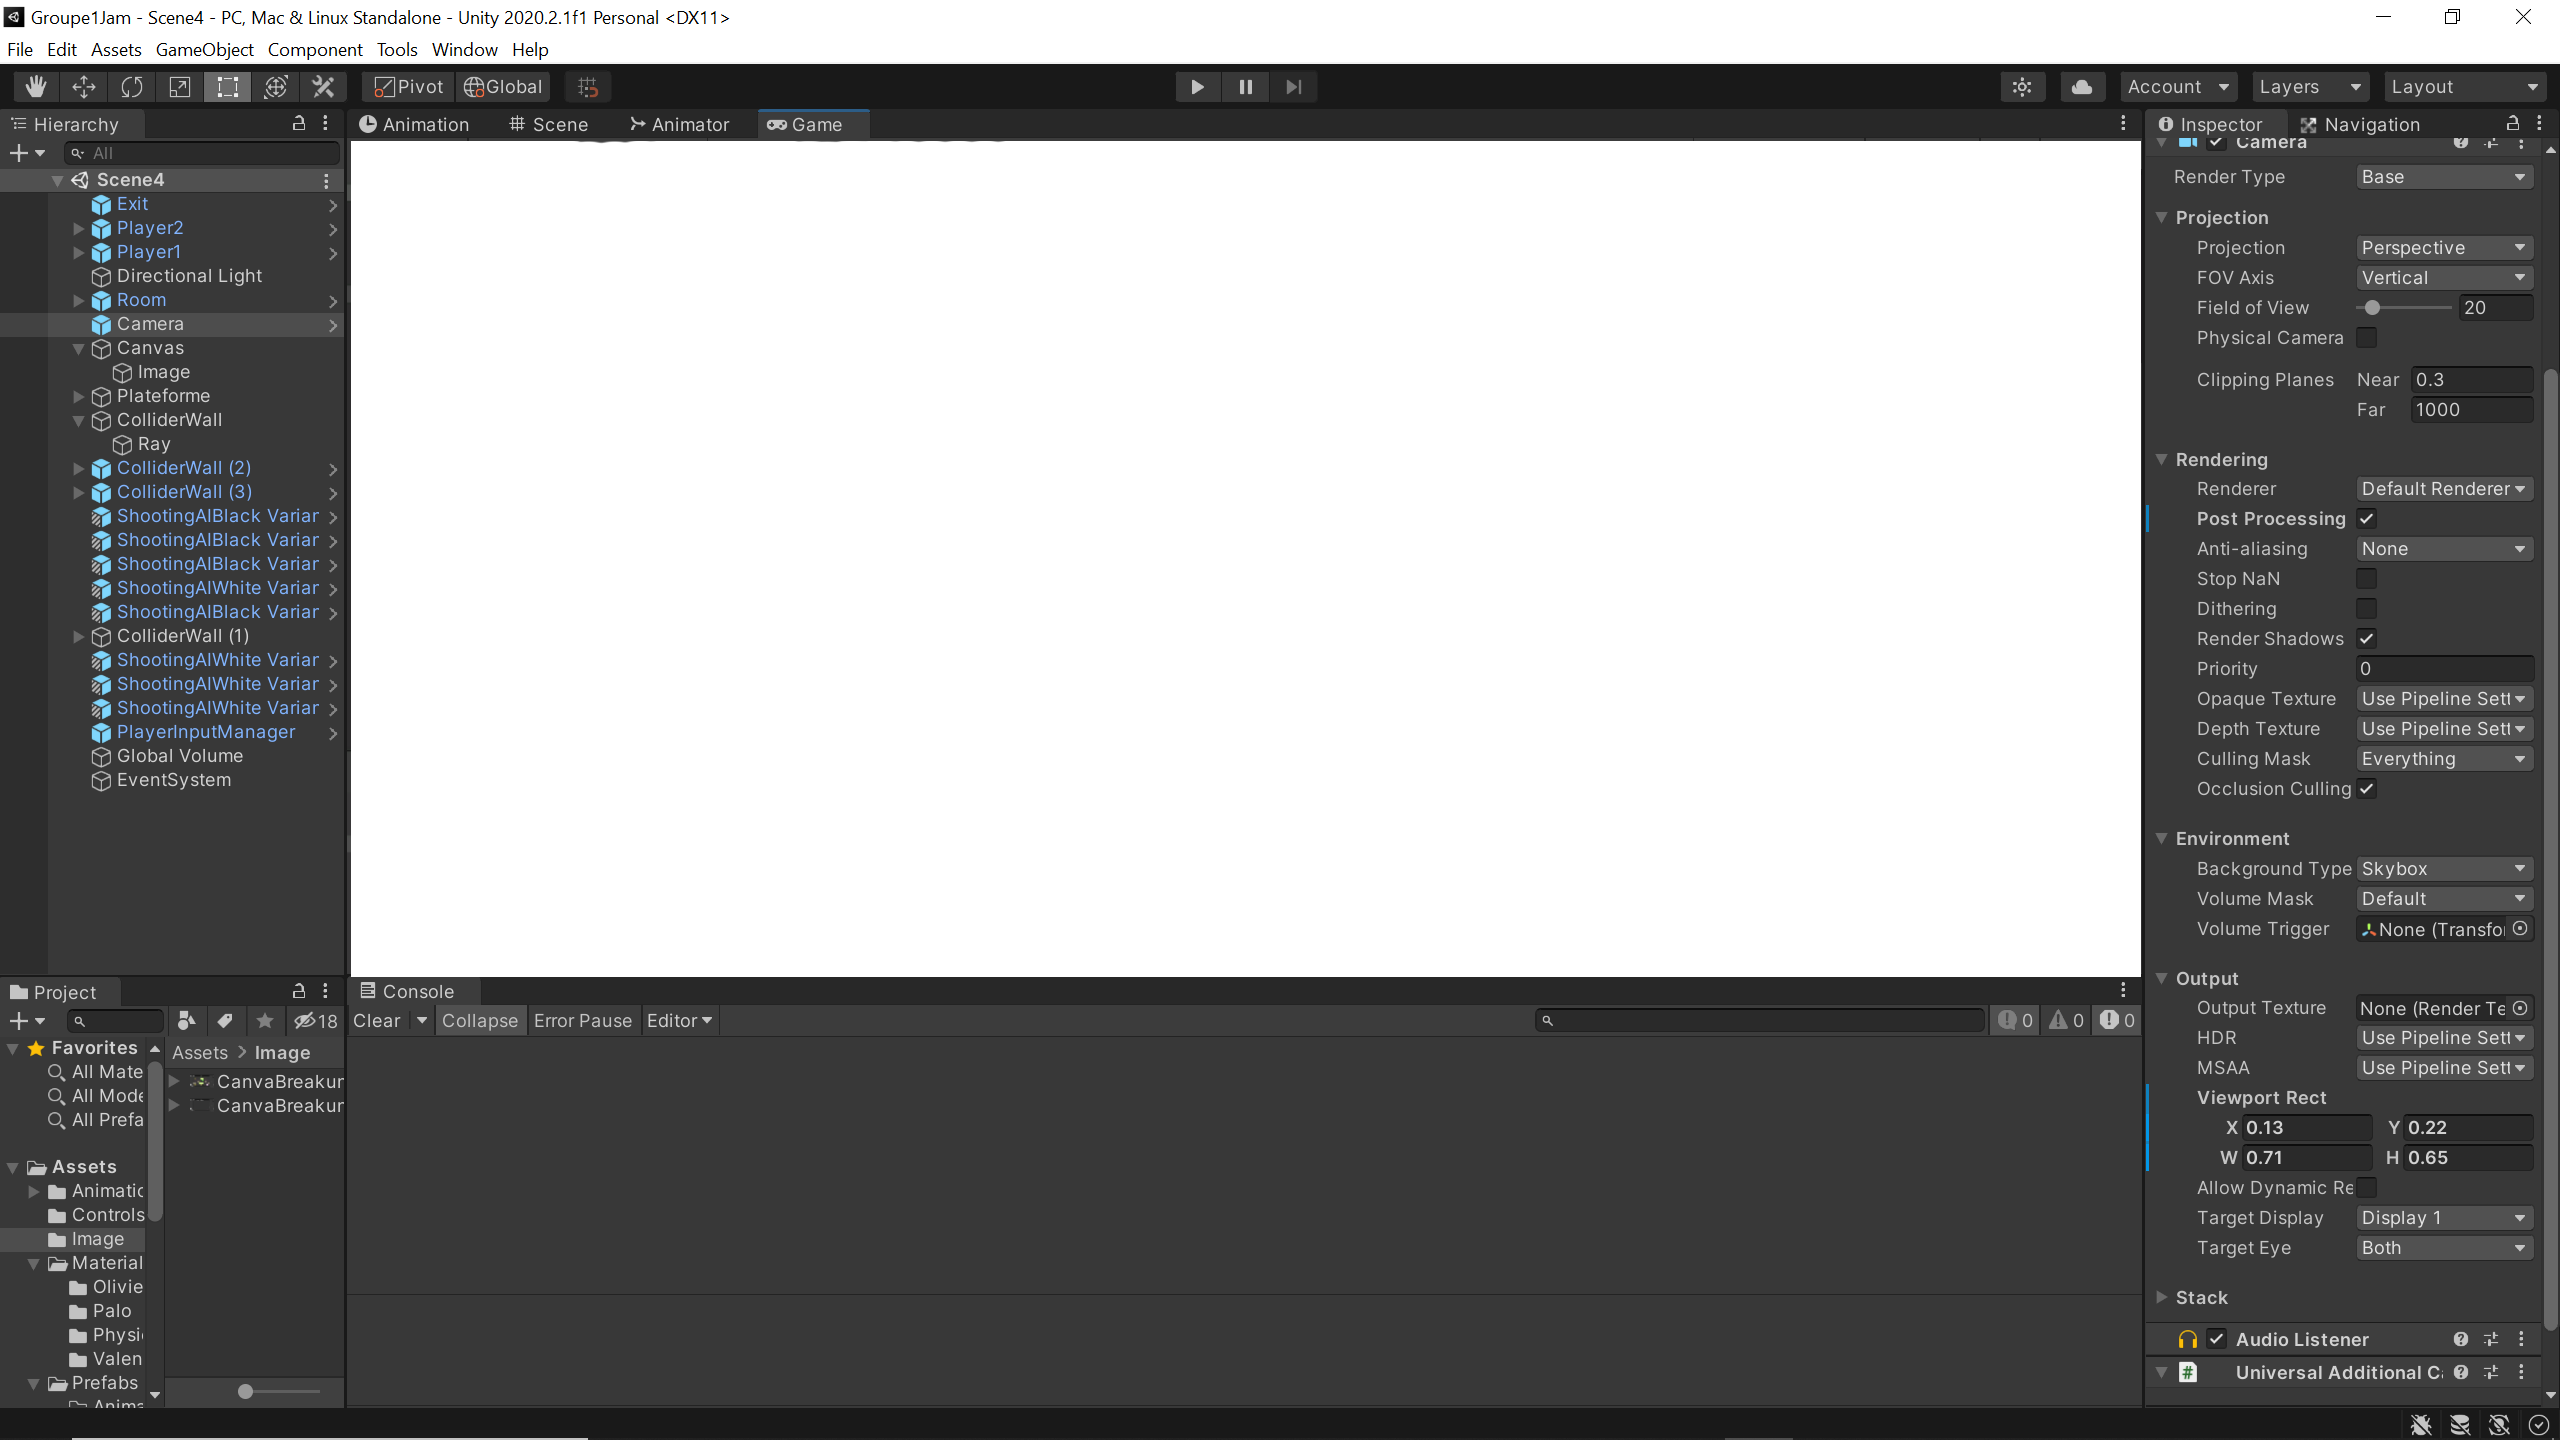 Groupe1Jam - Scene4 - PC, Mac & Linux Standalone - Unity 2020.2.1f1 Personal <DX11>
File Edit Assets GameObject Component Tools Window Help
Pivot Global Account Layers Layout
Hierarchy
All
Scene4
Exit
Player2
Player1
Directional Light
Room
Camera
Canvas
Image
Plateforme
ColliderWall
Ray
ColliderWall (2)
ColliderWall (3)
ShootingAIBlack Variar
ShootingAIBlack Variar
ShootingAIBlack Variar
ShootingAIWhite Variar
ShootingAIBlack Variar
ColliderWall (1)
ShootingAIWhite Variar
ShootingAIWhite Variar
ShootingAIWhite Variar
PlayerInputManager
Global Volume
EventSystem
Animation Scene Animator Game
Project
18
Favorites
All Mate
All Mode
All Prefa
Assets
Animatic
Controls
Image
Material
Olivie
Palo
Physi
Valen
Prefabs
Anima
Assets > Image
CanvaBreakur
CanvaBreakur
Console
Clear Collapse Error Pause Editor 0 0 0
Inspector Navigation
Camera
Render Type Base
Projection
Projection Perspective
FOV Axis Vertical
Field of View 20
Physical Camera
Clipping Planes Near 0.3
Far 1000
Rendering
Renderer Default Renderer
Post Processing
Anti-aliasing None
Stop NaN
Dithering
Render Shadows
Priority 0
Opaque Texture Use Pipeline Sett
Depth Texture Use Pipeline Sett
Culling Mask Everything
Occlusion Culling
Environment
Background Type Skybox
Volume Mask Default
Volume Trigger None (Transfo
Output
Output Texture None (Render Te
HDR Use Pipeline Sett
MSAA Use Pipeline Sett
Viewport Rect
X 0.13 Y 0.22
W 0.71 H 0.65
Allow Dynamic Re
Target Display Display 1
Target Eye Both
Stack
Audio Listener
Universal Additional C